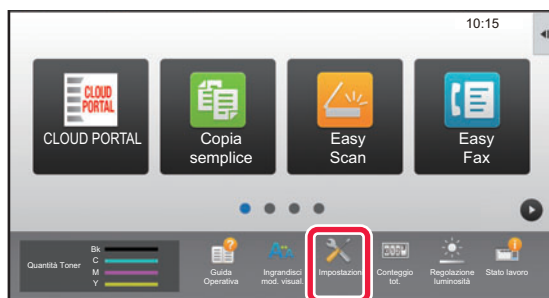 10:15
CLOUD
PORTAL
CLOUD PORTAL
Copia
semplice
Easy
Scan
Easy
Fax
Quantità Toner
Bk
C
M
Y
Guida
Operativa
Ingrandisci
mod. visual.
Impostazioni
Conteggio
tot.
Regolazione
luminosità
Stato lavoro